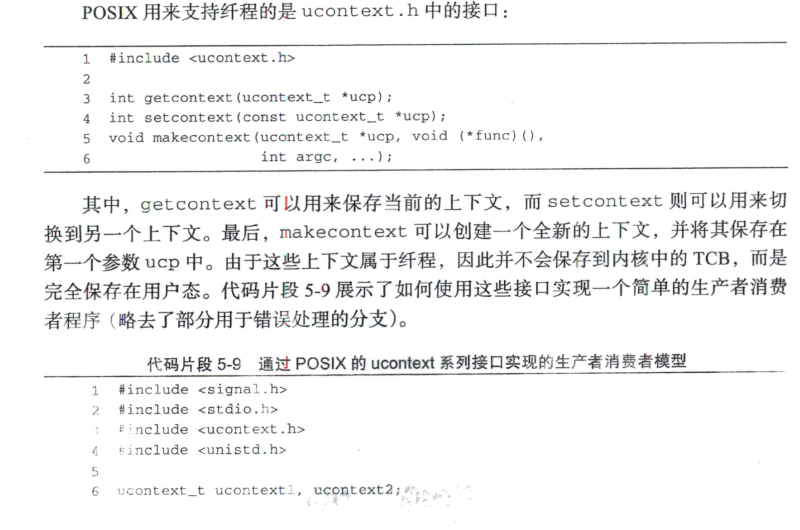 POSIX 用来支持纤程的是 ucontext.h 中的接口：
1 #include <ucontext.h>
2
3 int getcontext(ucontext_t *ucp);
4 int setcontext(const ucontext_t *ucp);
5 void makecontext(ucontext_t *ucp, void (*func)(),
6 int argc, ...);
其中，getcontext 可以用来保存当前的上下文，而 setcontext 则可以用来切
换到另一个上下文。最后，makecontext 可以创建一个全新的上下文，并将其保存在
第一个参数 ucp 中。由于这些上下文属于纤程，因此并不会保存到内核中的 TCB，而是
完全保存在用户态。代码片段 5-9 展示了如何使用这些接口实现一个简单的生产者消费
者程序（略去了部分用于错误处理的分支）。
代码片段 5-9 通过 POSIX 的 ucontext 系列接口实现的生产者消费者模型
1 #include <signal.h>
2 #include <stdio.h>
3 #include <ucontext.h>
4 #include <unistd.h>
5
6 ucontext_t ucontext1, ucontext2;